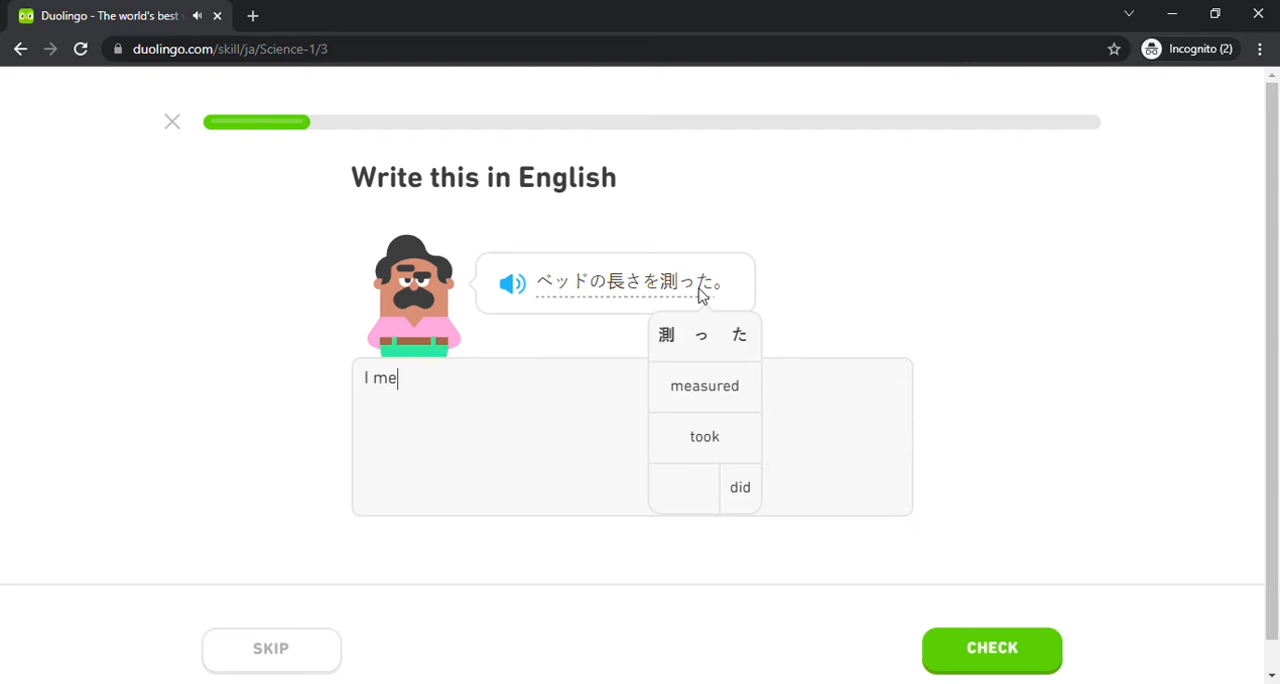 Duolingo - The world's best
duolingo.com/skill/ja/Science-1/3
Incognito (2)
Write this in English
ベッドの長さを測った。
測 っ た
measured
took
did
I me
SKIP
CHECK